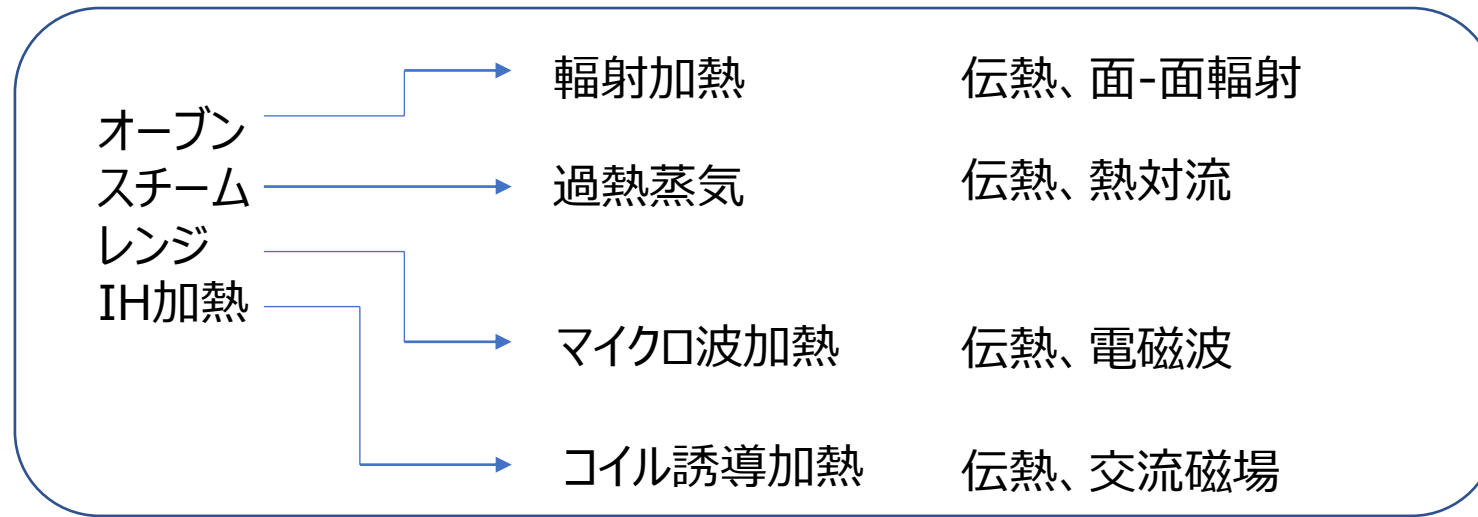 オーブン
スチーム
レンジ
IH加熱
輻射加熱
伝熱、面-面輻射
過熱蒸気
伝熱、熱対流
マイクロ波加熱
伝熱、電磁波
コイル誘導加熱
伝熱、交流磁場